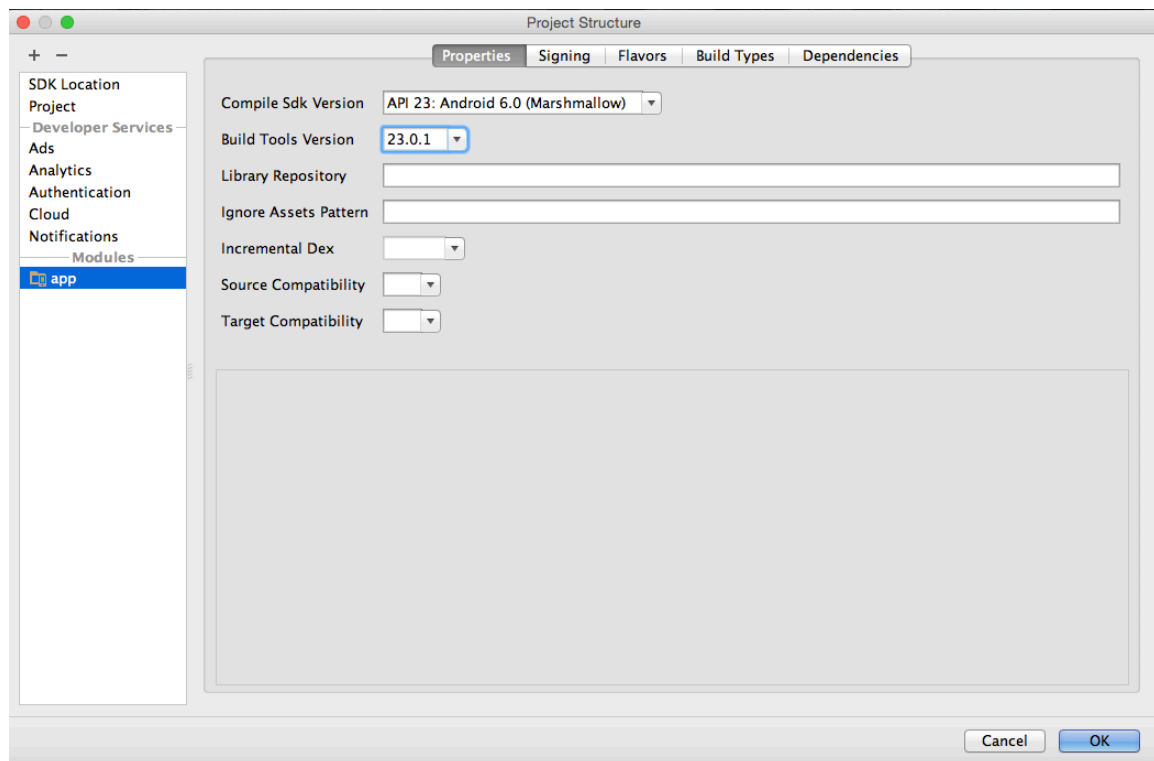 Project Structure
+ −
Properties Signing Flavors Build Types Dependencies
SDK Location
Project
Developer Services
Ads
Analytics
Authentication
Cloud
Notifications
Modules
app
Compile Sdk Version API 23: Android 6.0 (Marshmallow)
Build Tools Version 23.0.1
Library Repository
Ignore Assets Pattern
Incremental Dex
Source Compatibility
Target Compatibility
Cancel OK